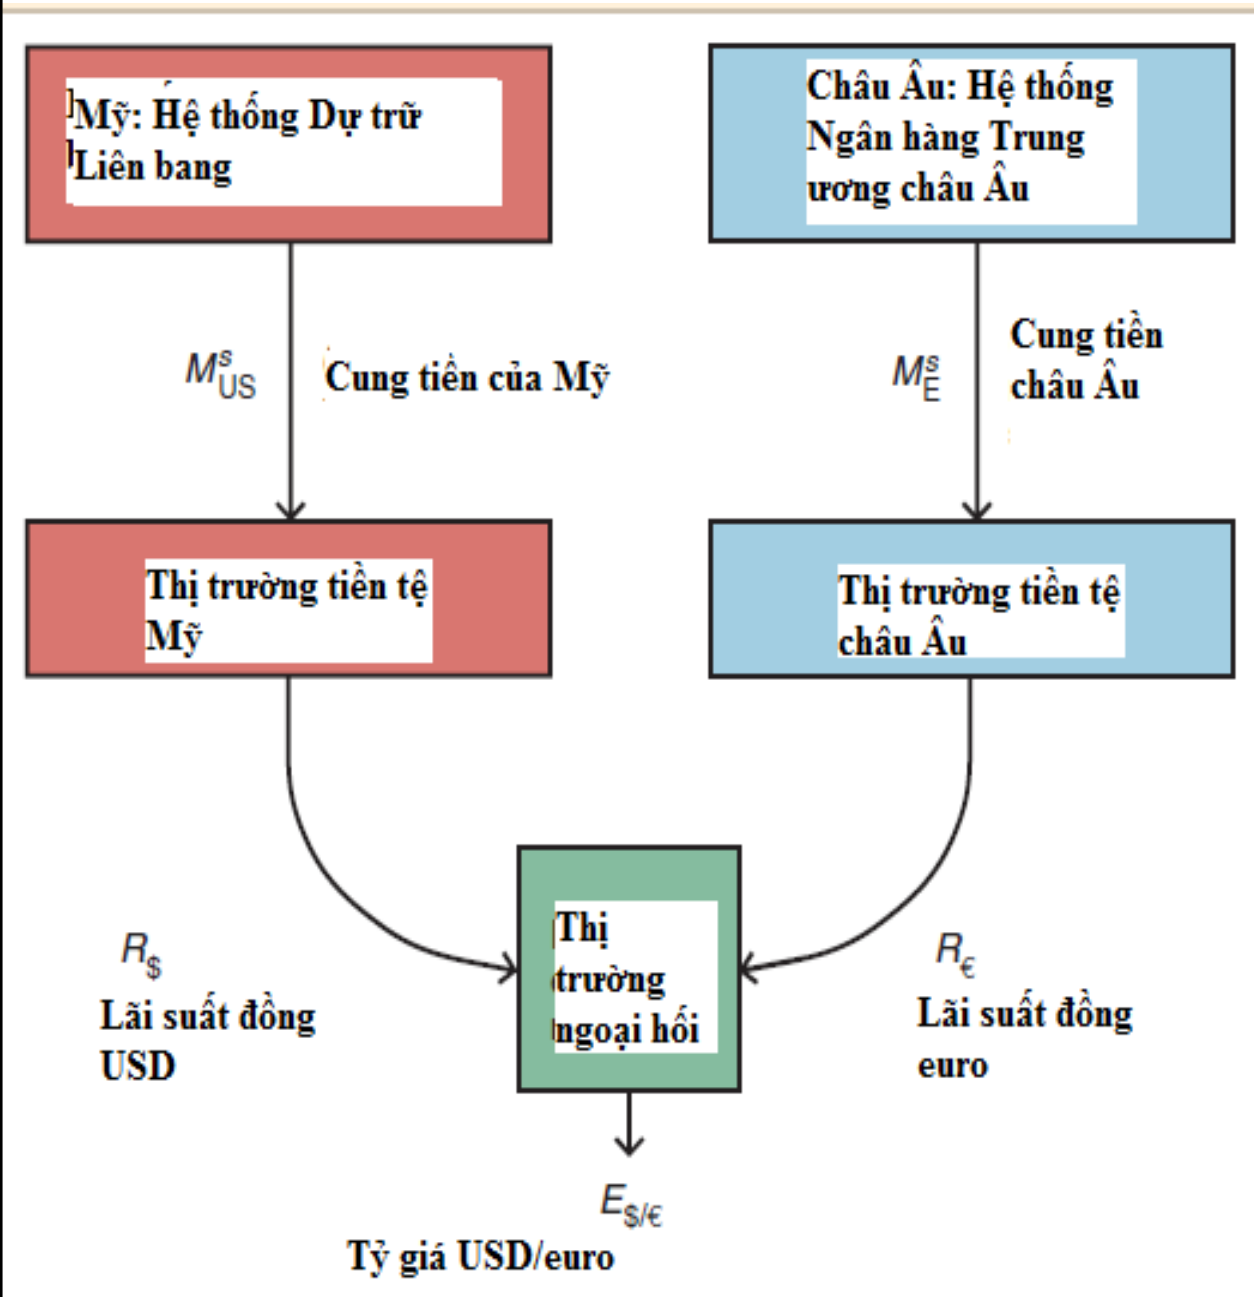 Mỹ: Hệ thống Dự trữ
Liên bang
Châu Âu: Hệ thống
Ngân hàng Trung
ương châu Âu
M^s_US
Cung tiền của Mỹ
M^s_E
Cung tiền
châu Âu
Thị trường tiền tệ
Mỹ
Thị trường tiền tệ
châu Âu
R_$
Lãi suất đồng
USD
Thị
trường
ngoại hối
R_€
Lãi suất đồng
euro
E_$/€
Tỷ giá USD/euro